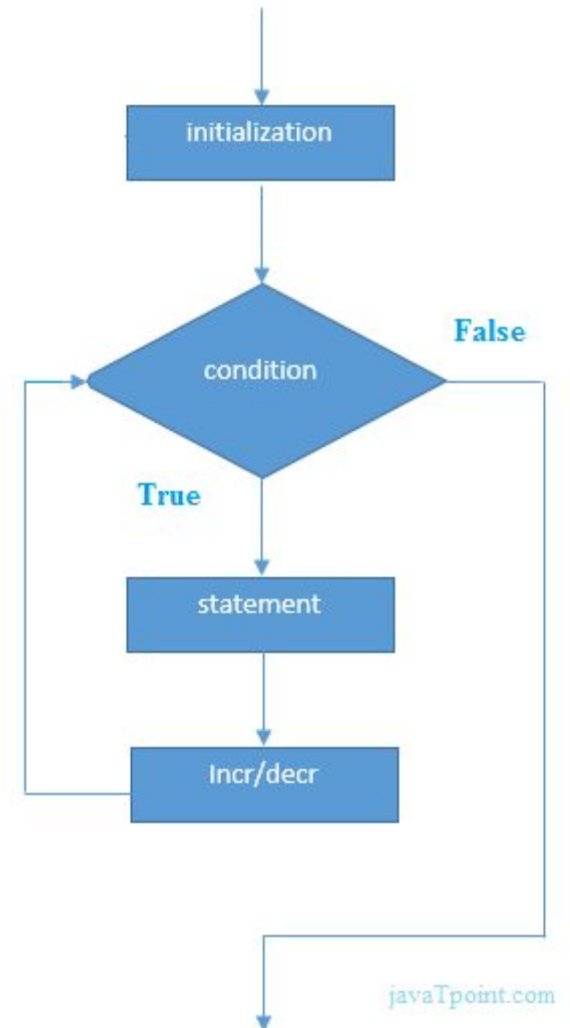 initialization
condition
False
True
statement
Incr/decr
javaTpoint.com